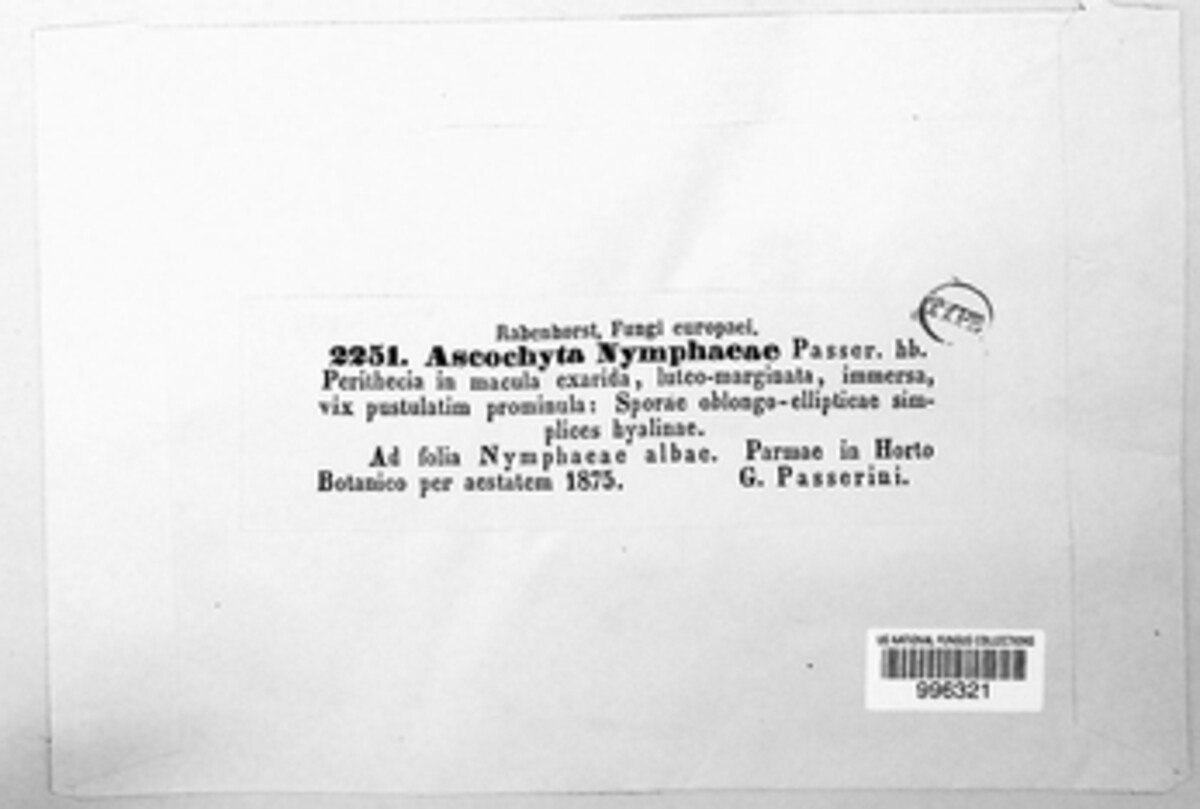 Rabenhorst, Fungi europaei.
2251. Ascochyta Nymphaeae Passer. hb.
Perithecia in macula exarida, luteo-marginata, immersa,
vix pustulatim prominula: Sporae oblongo-ellipticae sim-
plices hyalinae.
Ad folia Nymphaeae albae. Parmae in Horto
Botanico per aestatem 1875. G. Passerini.
US NATIONAL FUNGUS COLLECTIONS
996321